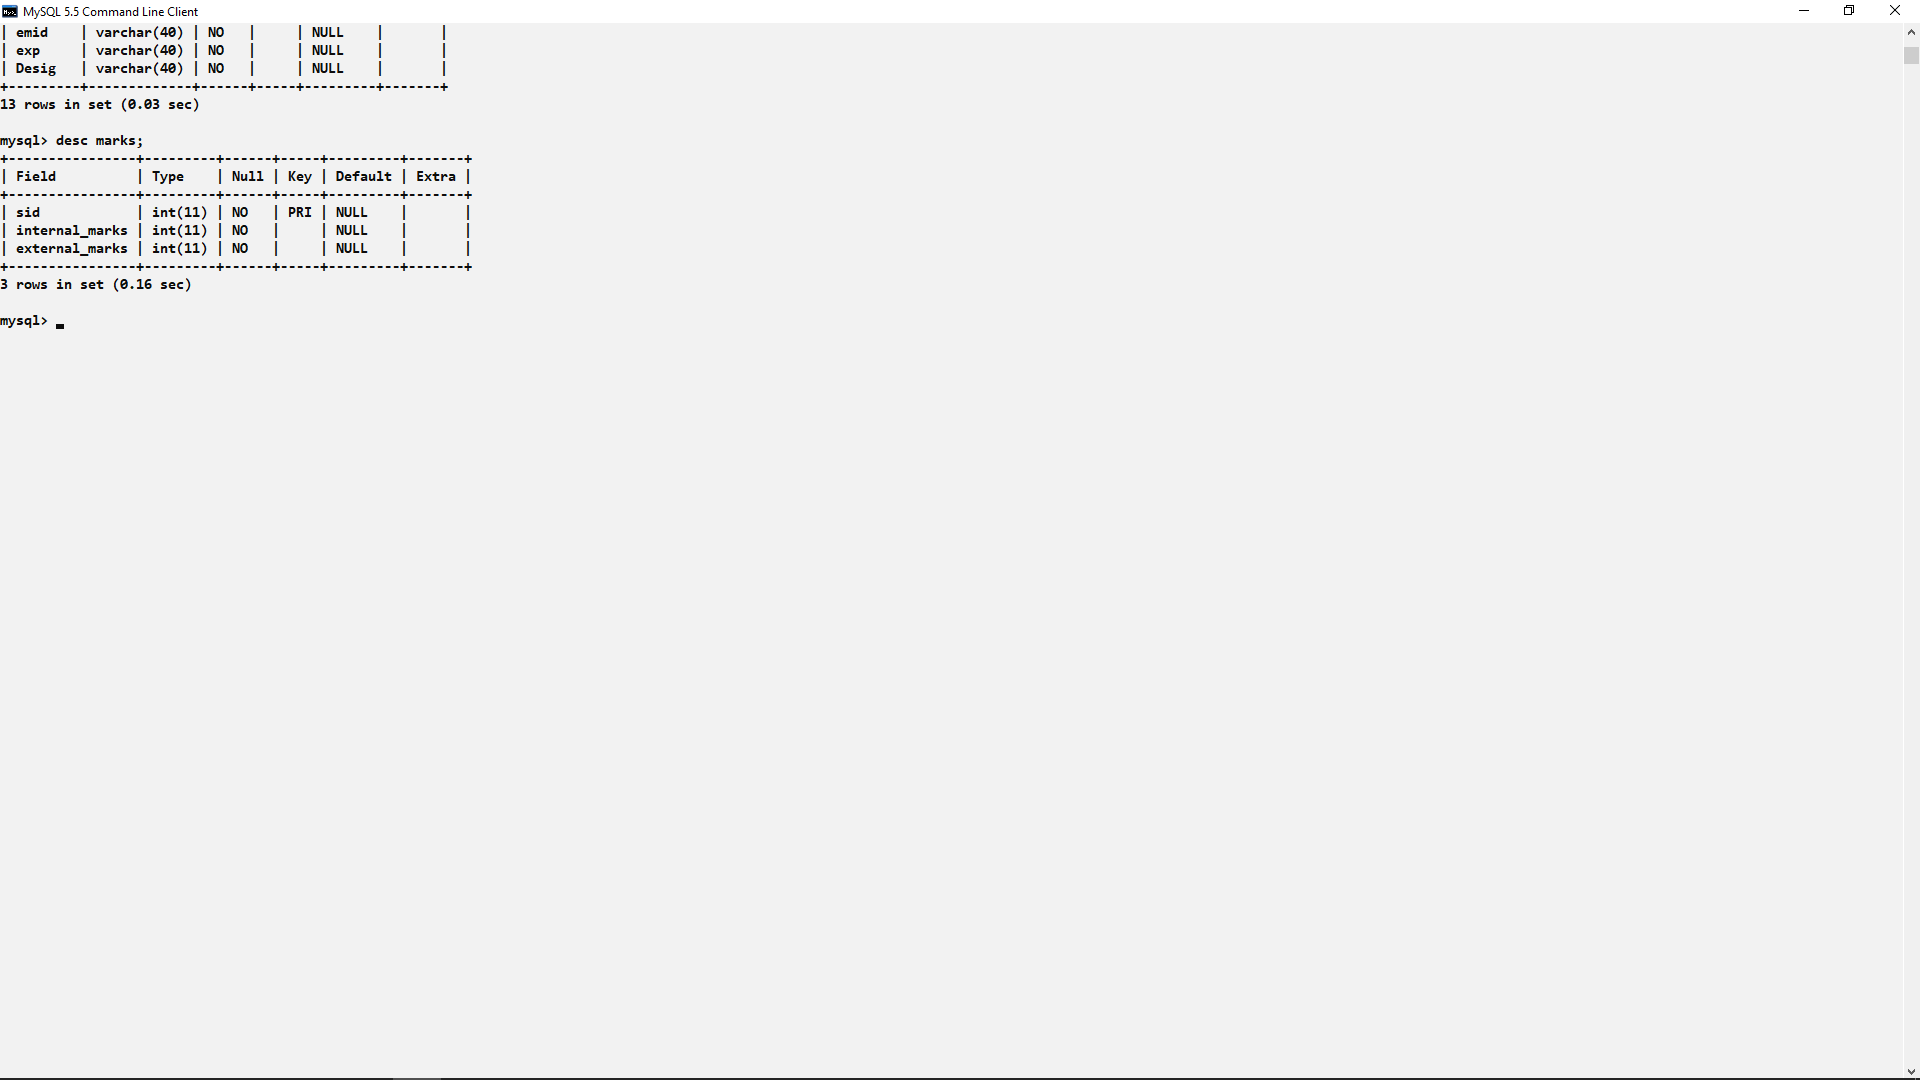 MySQL 5.5 Command Line Client
| emid    | varchar(40) | NO   |     | NULL    |       |
| exp     | varchar(40) | NO   |     | NULL    |       |
| Desig   | varchar(40) | NO   |     | NULL    |       |
+---------+-------------+------+-----+---------+-------+
13 rows in set (0.03 sec)
mysql> desc marks;
+----------------+---------+------+-----+---------+-------+
| Field          | Type    | Null | Key | Default | Extra |
+----------------+---------+------+-----+---------+-------+
| sid            | int(11) | NO   | PRI | NULL    |       |
| internal_marks | int(11) | NO   |     | NULL    |       |
| external_marks | int(11) | NO   |     | NULL    |       |
+----------------+---------+------+-----+---------+-------+
3 rows in set (0.16 sec)
mysql>